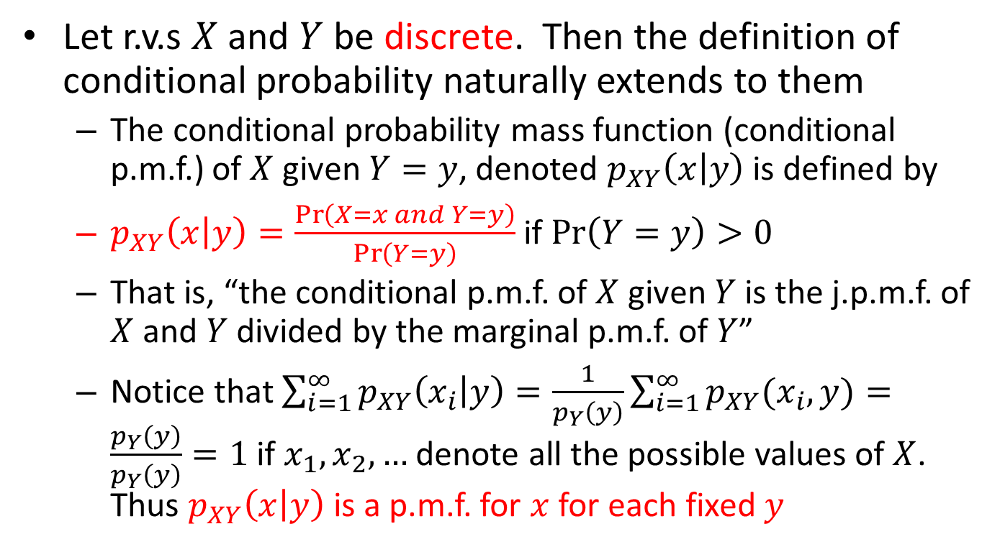 • Let r.v.s X and Y be discrete. Then the definition of
conditional probability naturally extends to them
– The conditional probability mass function (conditional
p.m.f.) of X given Y = y, denoted p_{XY}(x|y) is defined by
– p_{XY}(x|y) = \frac{Pr(X=x and Y=y)}{Pr(Y=y)} if Pr(Y = y) > 0
– That is, “the conditional p.m.f. of X given Y is the j.p.m.f. of
X and Y divided by the marginal p.m.f. of Y”
– Notice that \sum_{i=1}^{∞} p_{XY}(x_i|y) = \frac{1}{p_Y(y)} \sum_{i=1}^{∞} p_{XY}(x_i, y) =
\frac{p_Y(y)}{p_Y(y)} = 1 if x_1, x_2, … denote all the possible values of X.
Thus p_{XY}(x|y) is a p.m.f. for x for each fixed y